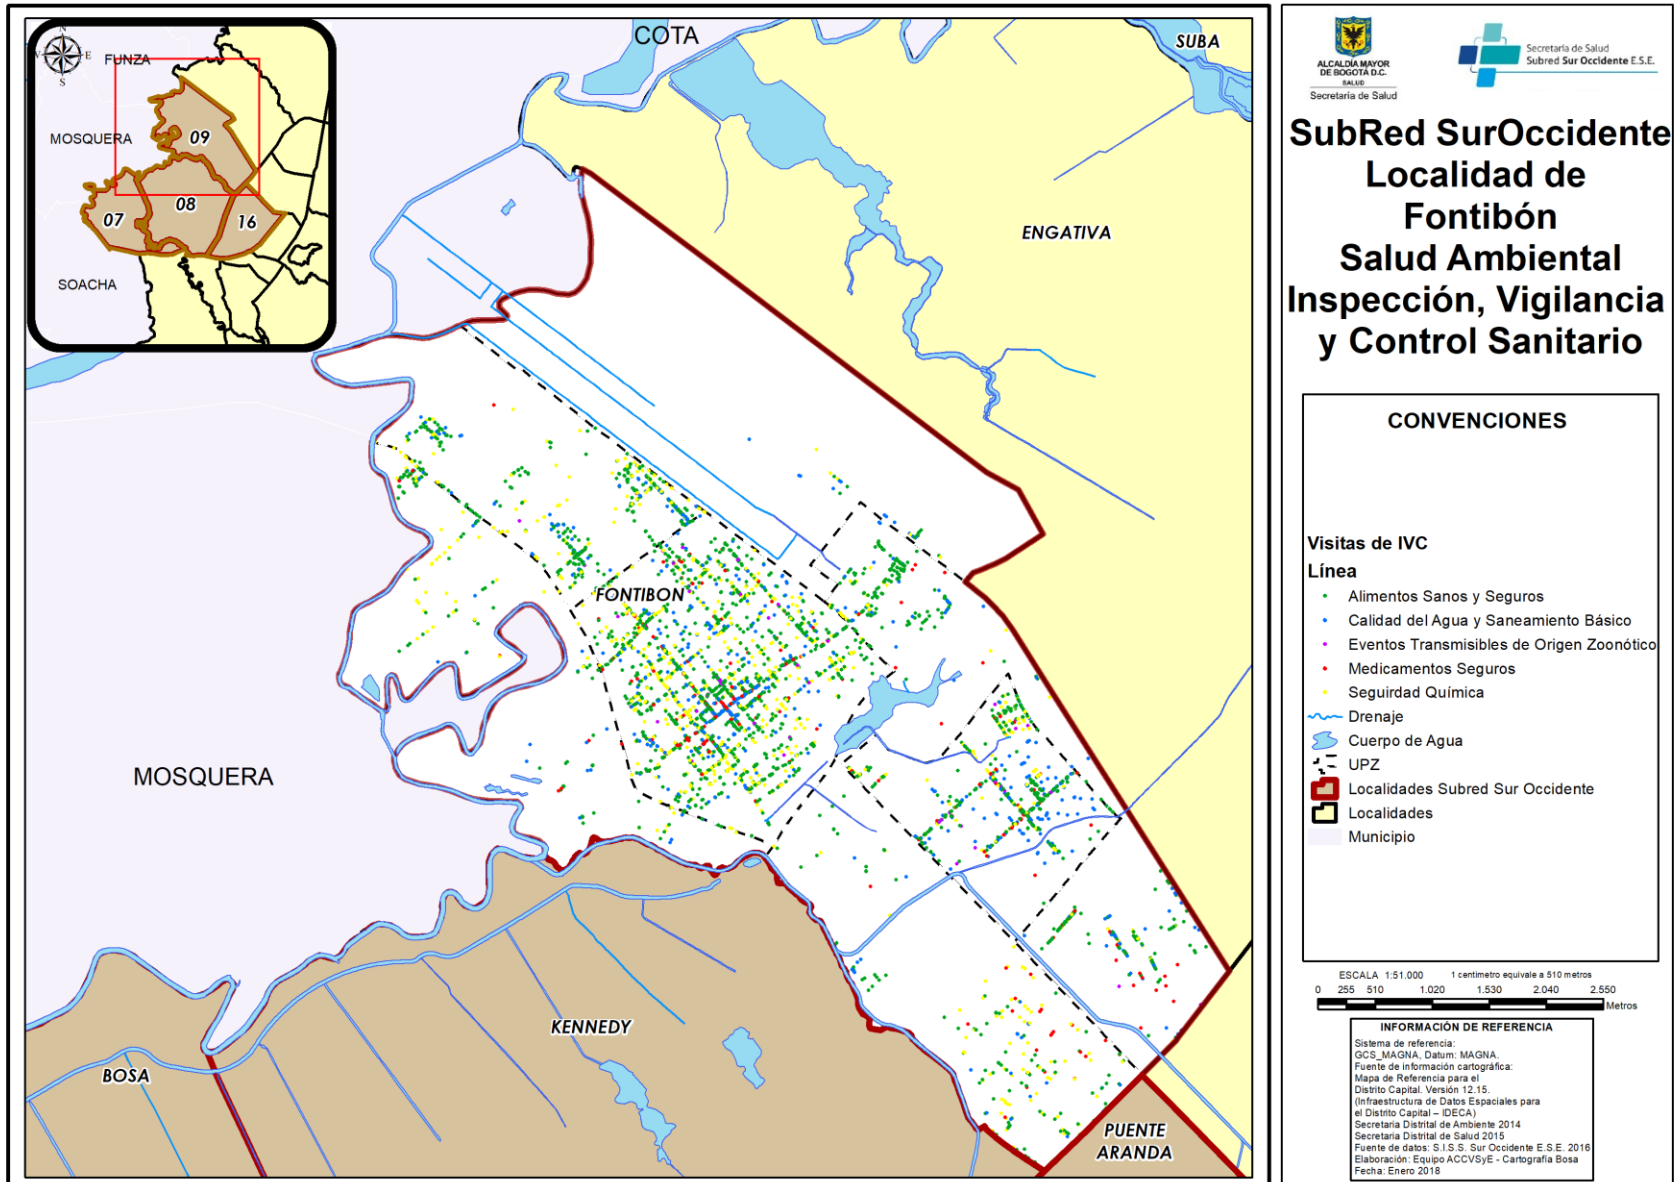 N
W
E
S
FUNZA
MOSQUERA
09
08
07
16
SOACHA
COTA
SUBA
ENGATIVA
FONTIBON
MOSQUERA
KENNEDY
BOSA
PUENTE
ARANDA
ALCALDÍA MAYOR
DE BOGOTÁ D.C.
SALUD
Secretaría de Salud
Secretaría de Salud
Subred Sur Occidente E.S.E.
SubRed SurOccidente
Localidad de
Fontibón
Salud Ambiental
Inspección, Vigilancia
y Control Sanitario
CONVENCIONES
Visitas de IVC
Línea
Alimentos Sanos y Seguros
Calidad del Agua y Saneamiento Básico
Eventos Transmisibles de Origen Zoonótico
Medicamentos Seguros
Seguirdad Química
Drenaje
Cuerpo de Agua
UPZ
Localidades Subred Sur Occidente
Localidades
Municipio
ESCALA 1:51.000 1 centimetro equivale a 510 metros
0 255 510 1.020 1.530 2.040 2.550
Metros
INFORMACIÓN DE REFERENCIA
Sistema de referencia:
GCS_MAGNA, Datum: MAGNA.
Fuente de información cartográfica:
Mapa de Referencia para el
Distrito Capital. Versión 12.15.
(Infraestructura de Datos Espaciales para
el Distrito Capital – IDECA)
Secretaria Distrital de Ambiente 2014
Secretaria Distrital de Salud 2015
Fuente de datos: S.I.S.S. Sur Occidente E.S.E. 2016
Elaboración: Equipo ACCVSyE - Cartografía Bosa
Fecha: Enero 2018